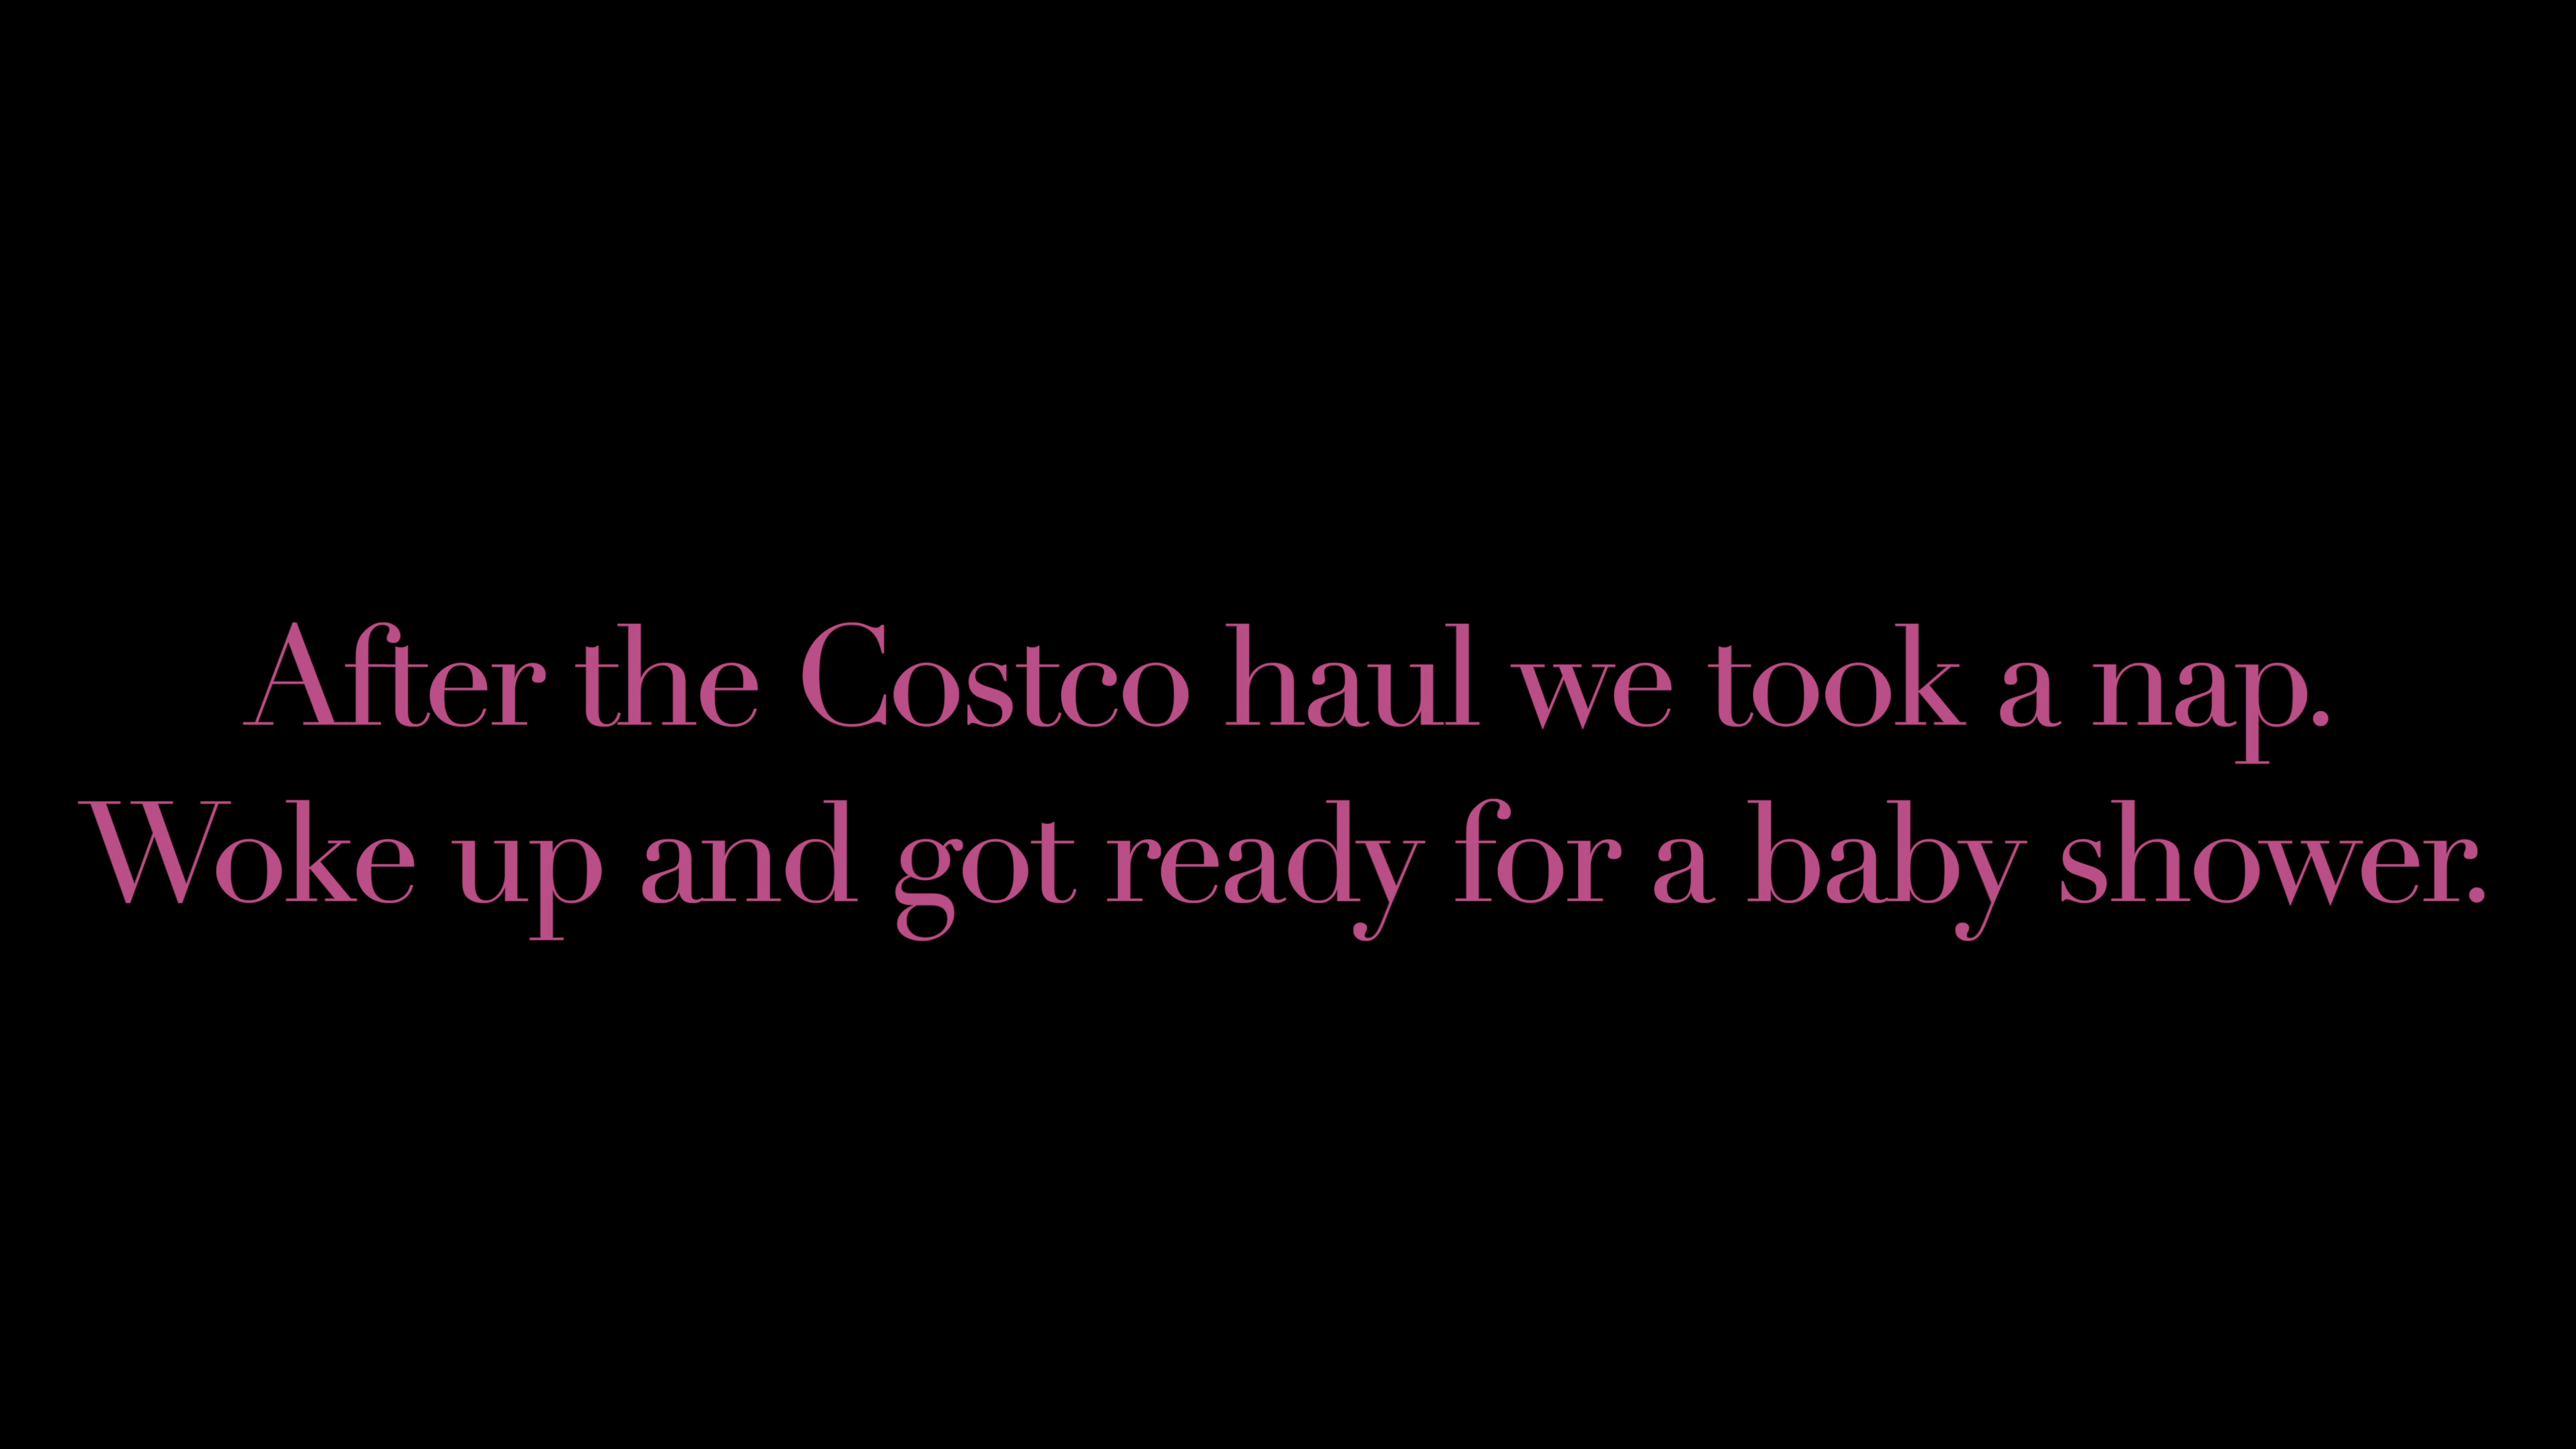 After the Costco haul we took a nap.
Woke up and got ready for a baby shower.